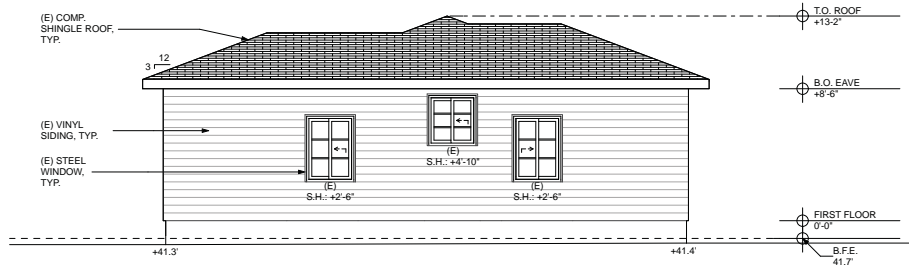 (E) COMP.
SHINGLE ROOF,
TYP.
12
3
(E) VINYL
SIDING, TYP.
(E) STEEL
WINDOW,
TYP.
(E)
S.H.: +2'-6"
(E)
S.H.: +4'-10"
(E)
S.H.: +2'-6"
T.O. ROOF
+13'-2"
B.O. EAVE
+8'-6"
FIRST FLOOR
0'-0"
B.F.E.
41.7'
+41.3'
+41.4'